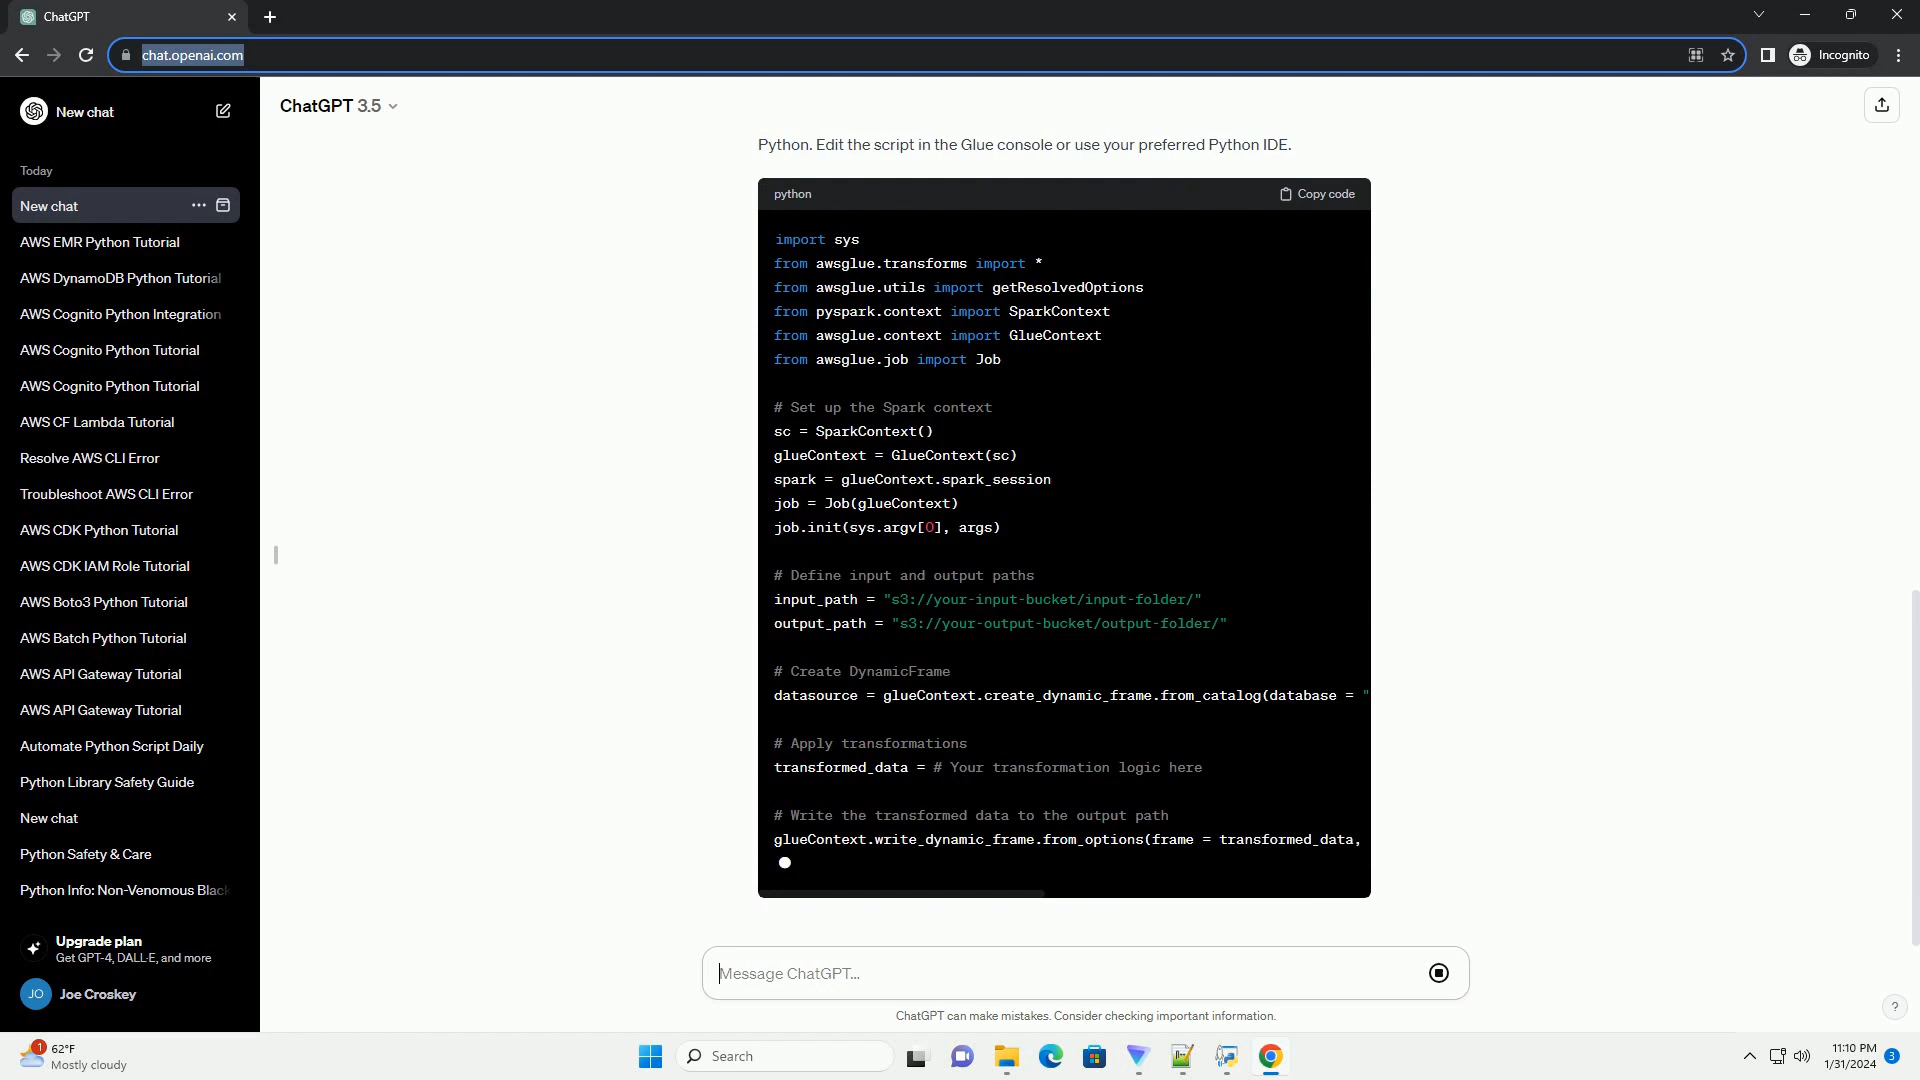 ChatGPT
chat.openai.com
Incognito
New chat
Today
New chat
AWS EMR Python Tutorial
AWS DynamoDB Python Tutorial
AWS Cognito Python Integration
AWS Cognito Python Tutorial
AWS Cognito Python Tutorial
AWS CF Lambda Tutorial
Resolve AWS CLI Error
Troubleshoot AWS CLI Error
AWS CDK Python Tutorial
AWS CDK IAM Role Tutorial
AWS Boto3 Python Tutorial
AWS Batch Python Tutorial
AWS API Gateway Tutorial
AWS API Gateway Tutorial
Automate Python Script Daily
Python Library Safety Guide
New chat
Python Safety & Care
Python Info: Non-Venomous Blac
Upgrade plan
Get GPT-4, DALL·E, and more
JO
Joe Croskey
ChatGPT 3.5
Python. Edit the script in the Glue console or use your preferred Python IDE.
python
Copy code
import sys
from awsglue.transforms import *
from awsglue.utils import getResolvedOptions
from pyspark.context import SparkContext
from awsglue.context import GlueContext
from awsglue.job import Job
# Set up the Spark context
sc = SparkContext()
glueContext = GlueContext(sc)
spark = glueContext.spark_session
job = Job(glueContext)
job.init(sys.argv[0], args)
# Define input and output paths
input_path = "s3://your-input-bucket/input-folder/"
output_path = "s3://your-output-bucket/output-folder/"
# Create DynamicFrame
datasource = glueContext.create_dynamic_frame.from_catalog(database = "
# Apply transformations
transformed_data = # Your transformation logic here
# Write the transformed data to the output path
glueContext.write_dynamic_frame.from_options(frame = transformed_data,
Message ChatGPT...
ChatGPT can make mistakes. Consider checking important information.
?
1
62°F
Mostly cloudy
Search
11:10 PM
1/31/2024
3